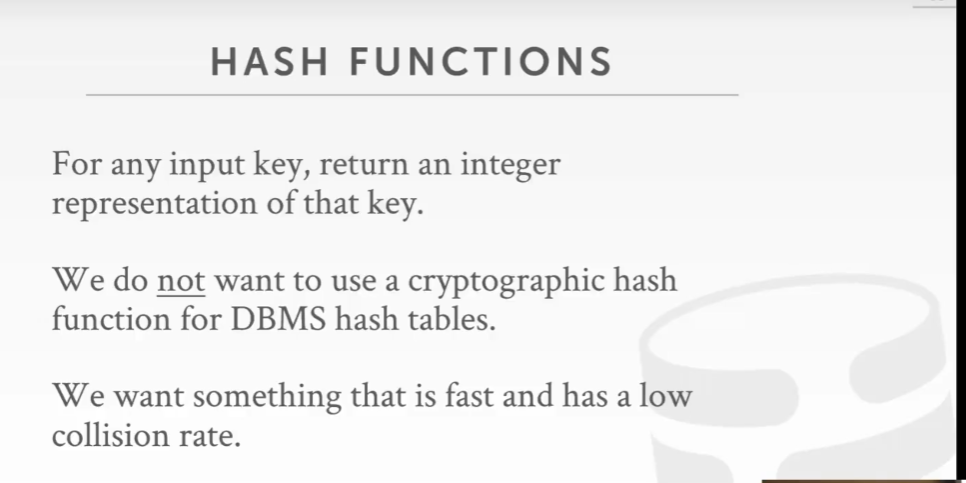 HASH FUNCTIONS
For any input key, return an integer
representation of that key.
We do not want to use a cryptographic hash
function for DBMS hash tables.
We want something that is fast and has a low
collision rate.